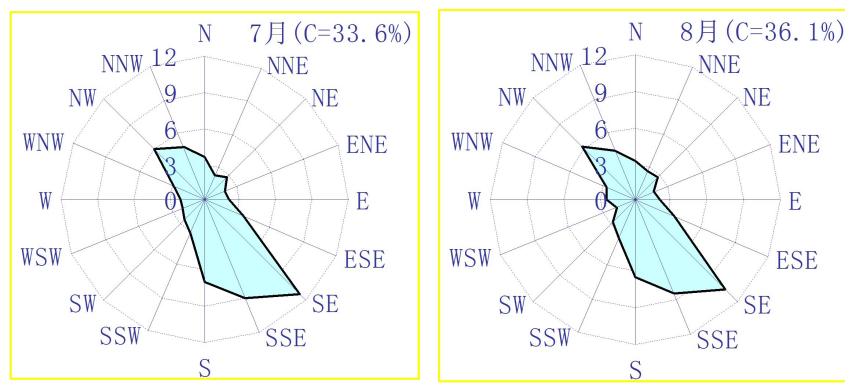 7月(C=33.6%)
N
NNE
NE
ENE
E
ESE
SE
SSE
S
SSW
SW
WSW
W
WNW
NW
NNW
12
9
6
3
0
8月(C=36.1%)
N
NNE
NE
ENE
E
ESE
SE
SSE
S
SSW
SW
WSW
W
WNW
NW
NNW
12
9
6
3
0